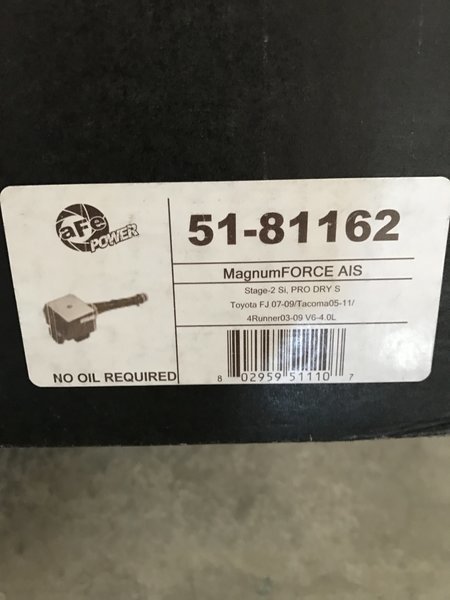 aFe
POWER
51-81162
MagnumFORCE AIS
Stage-2 Si, PRO DRY S
Toyota FJ 07-09/Tacoma05-11/
4Runner03-09 V6-4.0L
NO OIL REQUIRED
8 02959 51110 7